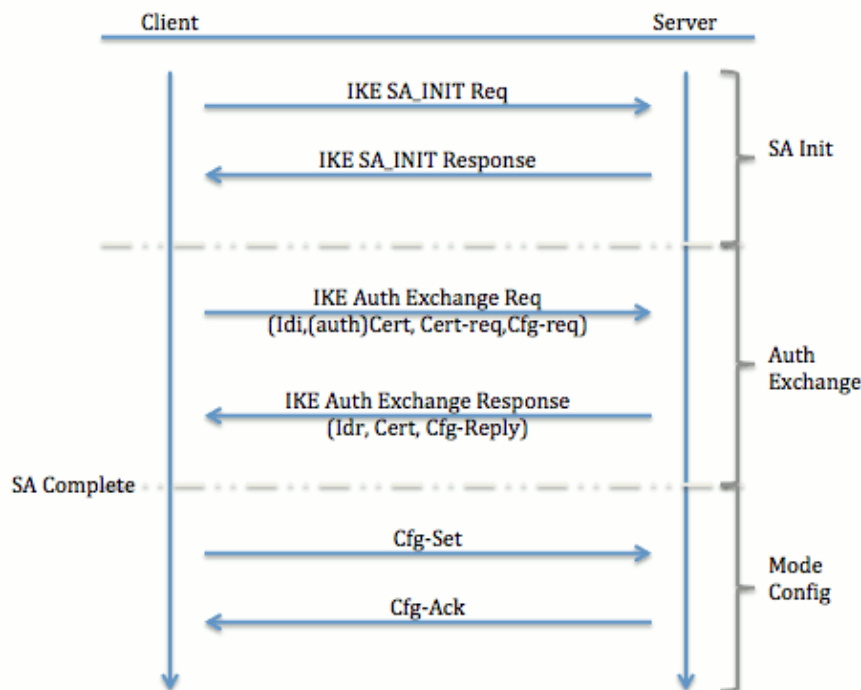 Client
Server
IKE SA_INIT Req
IKE SA_INIT Response
SA Init
IKE Auth Exchange Req
(Idi,(auth)Cert, Cert-req,Cfg-req)
Auth
Exchange
IKE Auth Exchange Response
(Idr, Cert, Cfg-Reply)
SA Complete
Cfg-Set
Mode
Config
Cfg-Ack